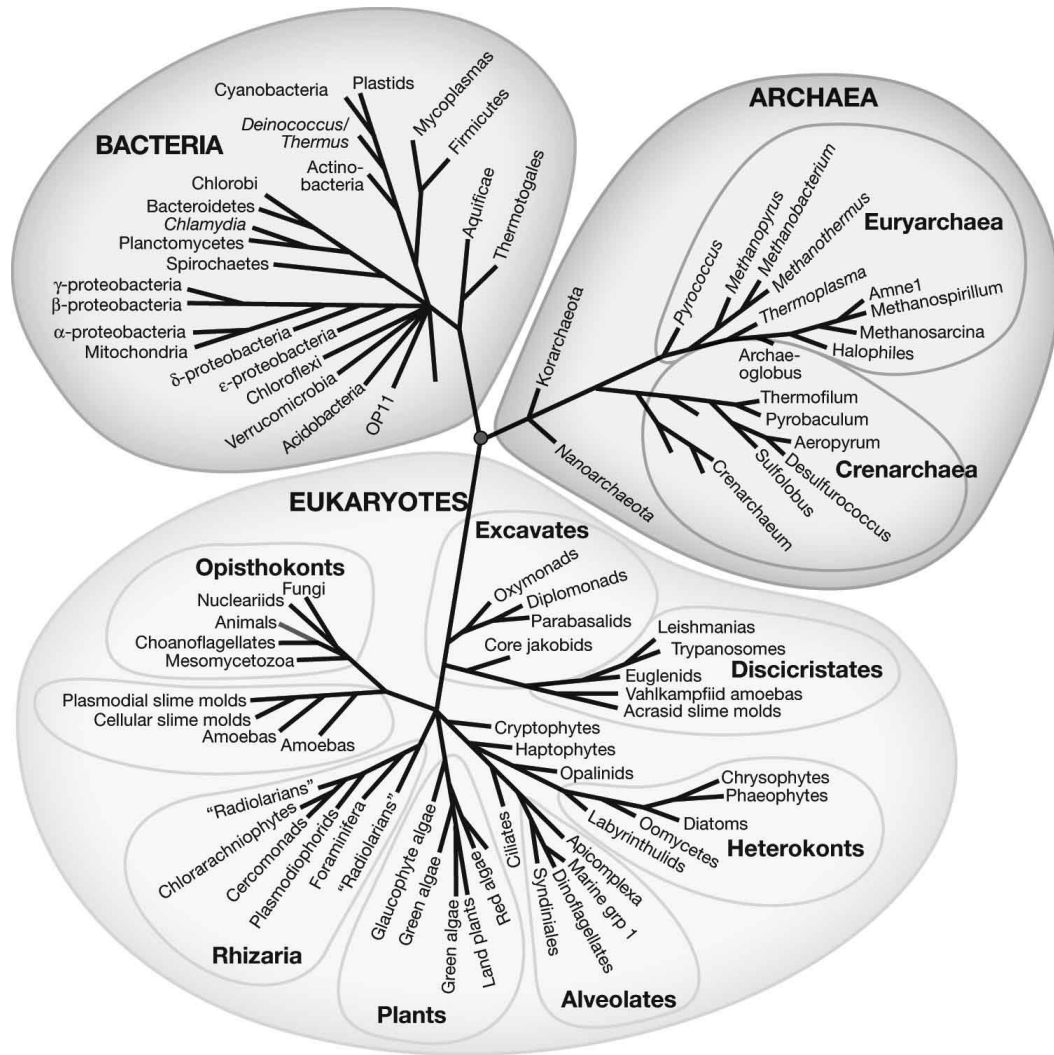 BACTERIA
Cyanobacteria
Plastids
Mycoplasmas
Firmicutes
Deinococcus/
Thermus
Actino-
bacteria
Aquificae
Thermotogales
Chlorobi
Bacteroidetes
Chlamydia
Planctomycetes
Spirochaetes
γ-proteobacteria
β-proteobacteria
α-proteobacteria
Mitochondria
δ-proteobacteria
ε-proteobacteria
Chloroflexi
Verrucomicrobia
Acidobacteria
OP11
ARCHAEA
Euryarchaea
Korarchaeota
Pyrococcus
Methanopyrus
Methanobacterium
Methanothermus
Thermoplasma
Amne1
Methanospirillum
Methanosarcina
Halophiles
Archae-
oglobus
Thermofilum
Pyrobaculum
Aeropyrum
Desulfurococcus
Sulfolobus
Crenarchaeum
Crenarchaea
Nanoarchaeota
EUKARYOTES
Excavates
Oxymonads
Diplomonads
Parabasalids
Core jakobids
Opisthokonts
Fungi
Nucleariids
Animals
Choanoflagellates
Mesomycetozoa
Leishmanias
Trypanosomes
Discicristates
Euglenids
Vahlkampfiid amoebas
Acrasid slime molds
Plasmodial slime molds
Cellular slime molds
Amoebas
Amoebas
Cryptophytes
Haptophytes
Opalinids
Chrysophytes
Phaeophytes
Diatoms
Oomycetes
Labyrinthulids
Heterokonts
"Radiolarians"
Chlorarachniophytes
Cercomonads
Plasmodiophorids
Foraminifera
"Radiolarians"
Rhizaria
Glaucophyte algae
Green algae
Green algae
Land plants
Red algae
Plants
Ciliates
Syndiniales
Dinoflagellates
Marine grp 1
Apicomplexa
Alveolates